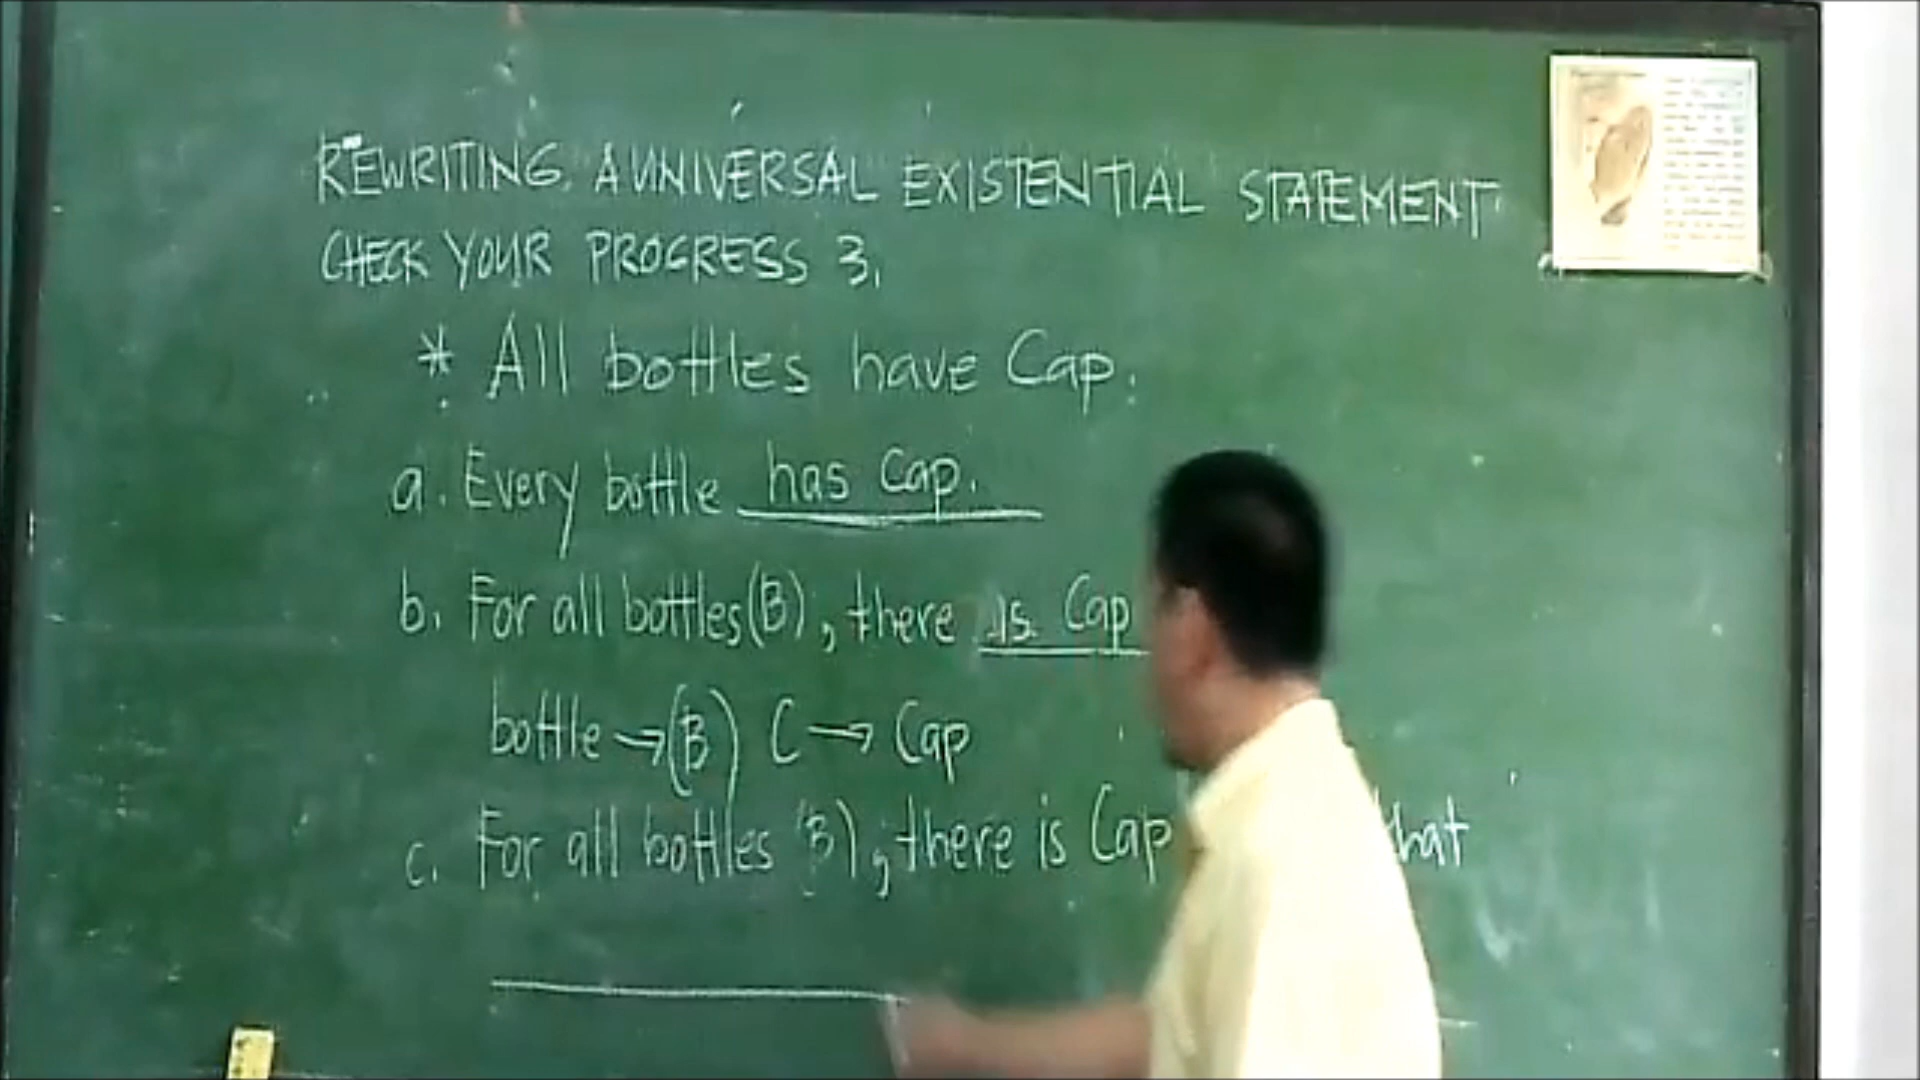 REWRITING A UNIVERSAL EXISTENTIAL STATEMENT
CHECK YOUR PROGRESS 3.
* All bottles have Cap.
a. Every bottle has Cap.
b. For all bottles (B), there is Cap
bottle → (B) C → Cap
c. For all bottles (B), there is Cap that